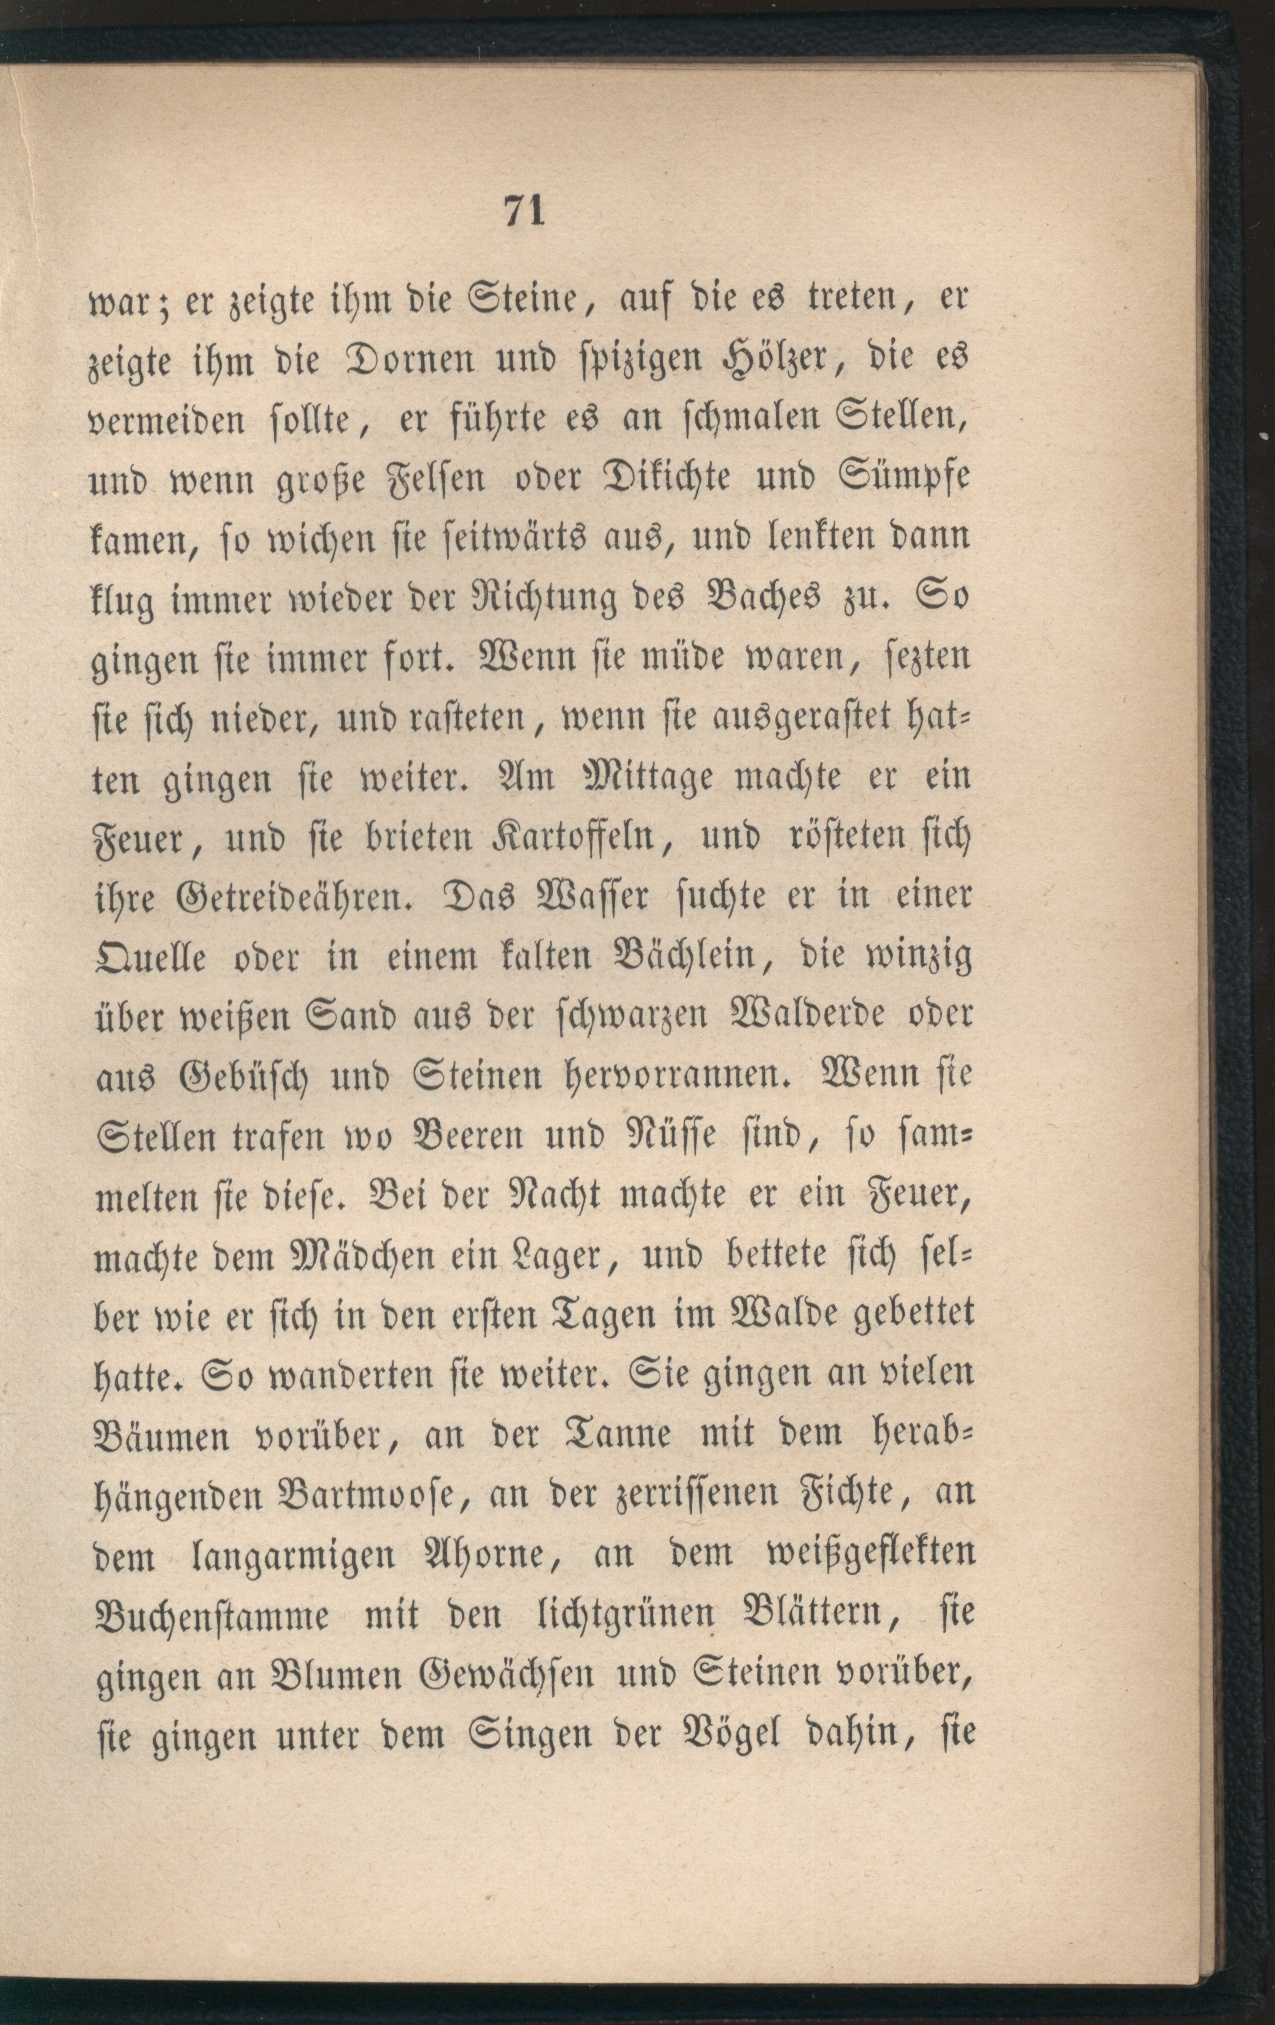 71
war; er zeigte ihm die Steine, auf die es treten, er
zeigte ihm die Dornen und spizigen Hölzer, die es
vermeiden sollte, er führte es an schmalen Stellen,
und wenn große Felsen oder Dikichte und Sümpfe
kamen, so wichen sie seitwärts aus, und lenkten dann
klug immer wieder der Richtung des Baches zu. So
gingen sie immer fort. Wenn sie müde waren, sezten
sie sich nieder, und rasteten, wenn sie ausgerastet hat-
ten gingen sie weiter. Am Mittage machte er ein
Feuer, und sie brieten Kartoffeln, und rösteten sich
ihre Getreideähren. Das Wasser suchte er in einer
Quelle oder in einem kalten Bächlein, die winzig
über weißen Sand aus der schwarzen Walderde oder
aus Gebüsch und Steinen hervorrannen. Wenn sie
Stellen trafen wo Beeren und Nüsse sind, so sam-
melten sie diese. Bei der Nacht machte er ein Feuer,
machte dem Mädchen ein Lager, und bettete sich sel-
ber wie er sich in den ersten Tagen im Walde gebettet
hatte. So wanderten sie weiter. Sie gingen an vielen
Bäumen vorüber, an der Tanne mit dem herab-
hängenden Bartmoose, an der zerrissenen Fichte, an
dem langarmigen Ahorne, an dem weißgeflekten
Buchenstamme mit den lichtgrünen Blättern, sie
gingen an Blumen Gewächsen und Steinen vorüber,
sie gingen unter dem Singen der Vögel dahin, sie